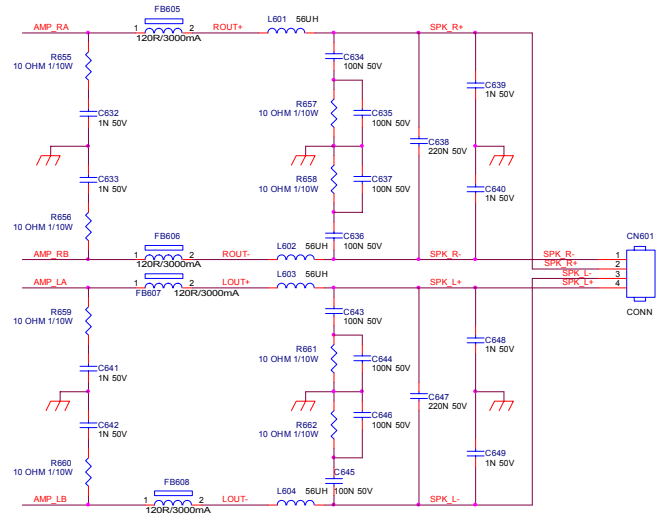 FB605
L601 56UH
AMP_RA 1 2 ROUT+ SPK_R+
120R/3000mA
R655
10 OHM 1/10W
C634
100N 50V
C639
1N 50V
C632
1N 50V
R657
10 OHM 1/10W
C635
100N 50V
C638
220N 50V
C633
1N 50V
R658
10 OHM 1/10W
C637
100N 50V
C640
1N 50V
R656
10 OHM 1/10W
FB606
C636
100N 50V
CN601
AMP_RB 1 2 ROUT- L602 56UH SPK_R- SPK_R- 1
120R/3000mA
SPK_R+ 2
AMP_LA 1 2 LOUT+ L603 56UH SPK_L+ SPK_L- 3
FB607 120R/3000mA
SPK_L+ 4
CONN
R659
10 OHM 1/10W
C643
100N 50V
C648
1N 50V
C641
1N 50V
R661
10 OHM 1/10W
C644
100N 50V
C647
220N 50V
C642
1N 50V
R662
10 OHM 1/10W
C646
100N 50V
C649
1N 50V
R660
10 OHM 1/10W
C645
100N 50V
FB608
AMP_LB 1 2 LOUT- L604 56UH SPK_L-
120R/3000mA